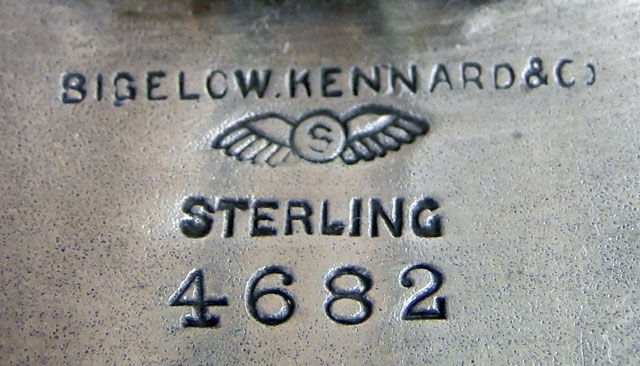 BIGELOW.KENNARD&Co
S
STERLING
4682